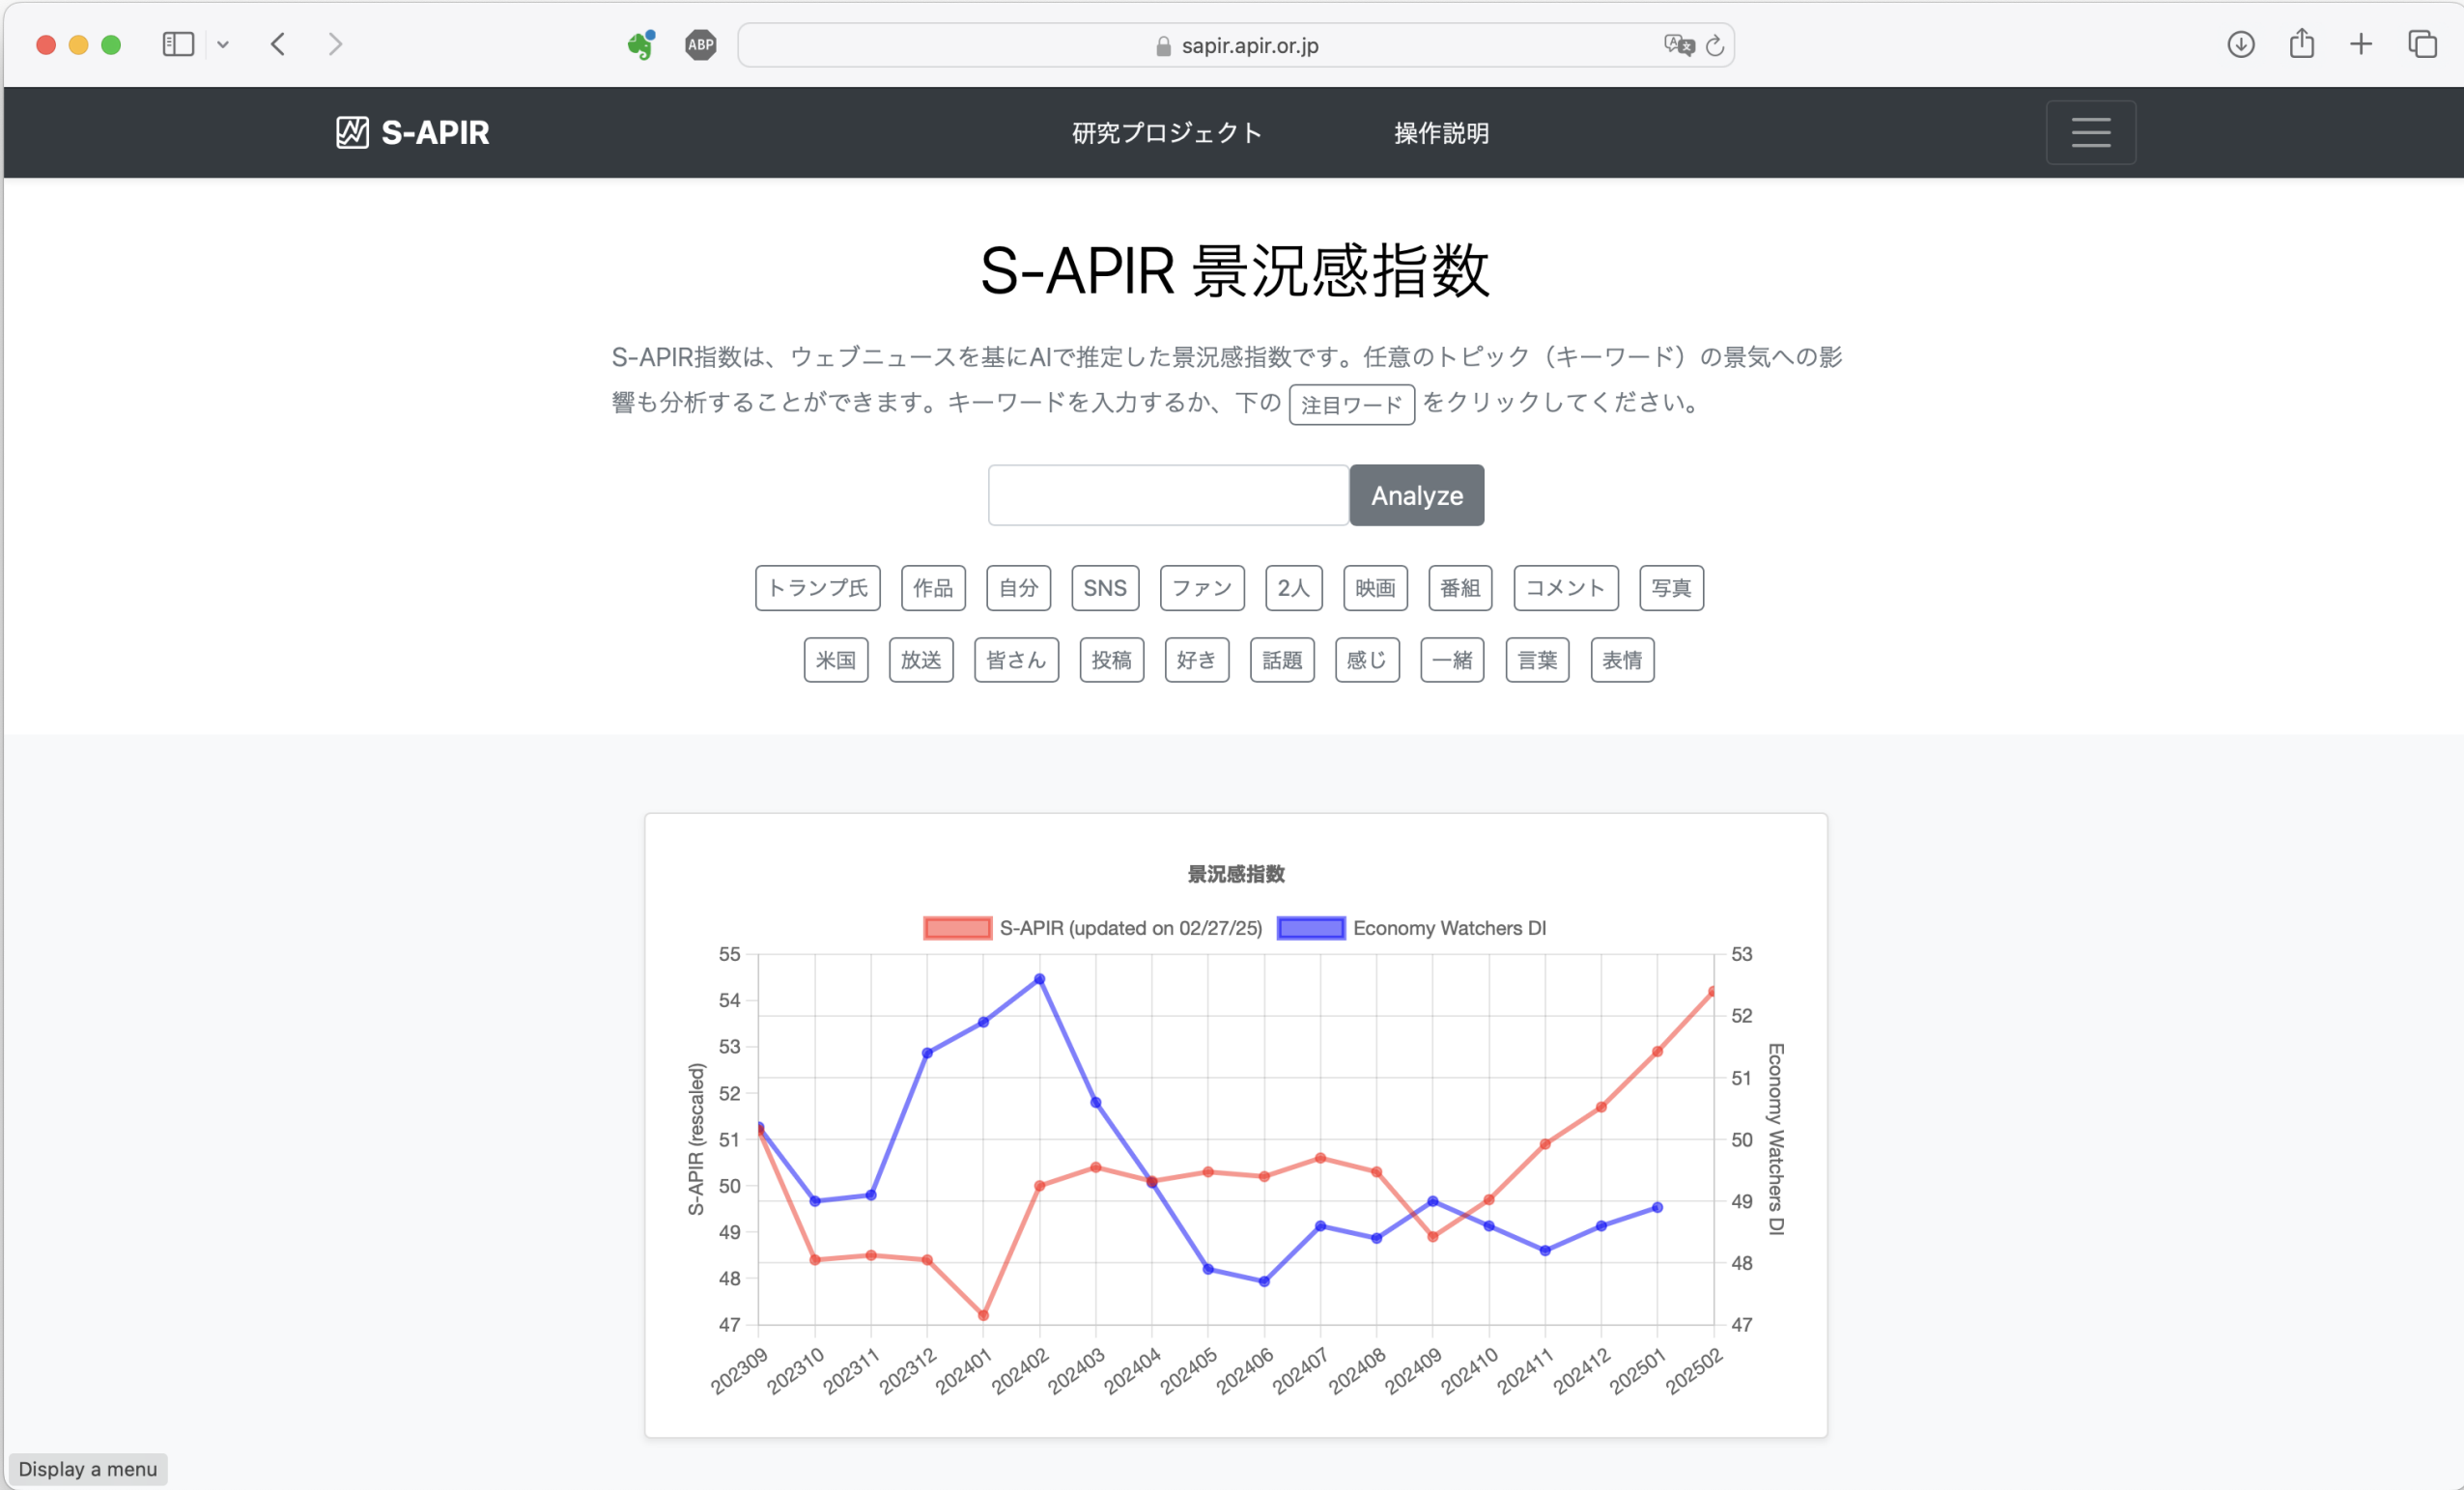 ABP
sapir.apir.or.jp
S-APIR 研究プロジェクト 操作説明
S-APIR 景況感指数
S-APIR指数は、ウェブニュースを基にAIで推定した景況感指数です。任意のトピック（キーワード）の景気への影
響も分析することができます。キーワードを入力するか、下の 注目ワード をクリックしてください。
Analyze
トランプ氏 作品 自分 SNS ファン 2人 映画 番組 コメント 写真
米国 放送 皆さん 投稿 好き 話題 感じ 一緒 言葉 表情
景況感指数
S-APIR (updated on 02/27/25) Economy Watchers DI
55 53
54 52
53 51
52 50
51 49
50 48
49 47
48
47
S-APIR (rescaled)
Economy Watchers DI
202309 202310 202311 202312 202401 202402 202403 202404 202405 202406 202407 202408 202409 202410 202411 202412 202501 202502
Display a menu